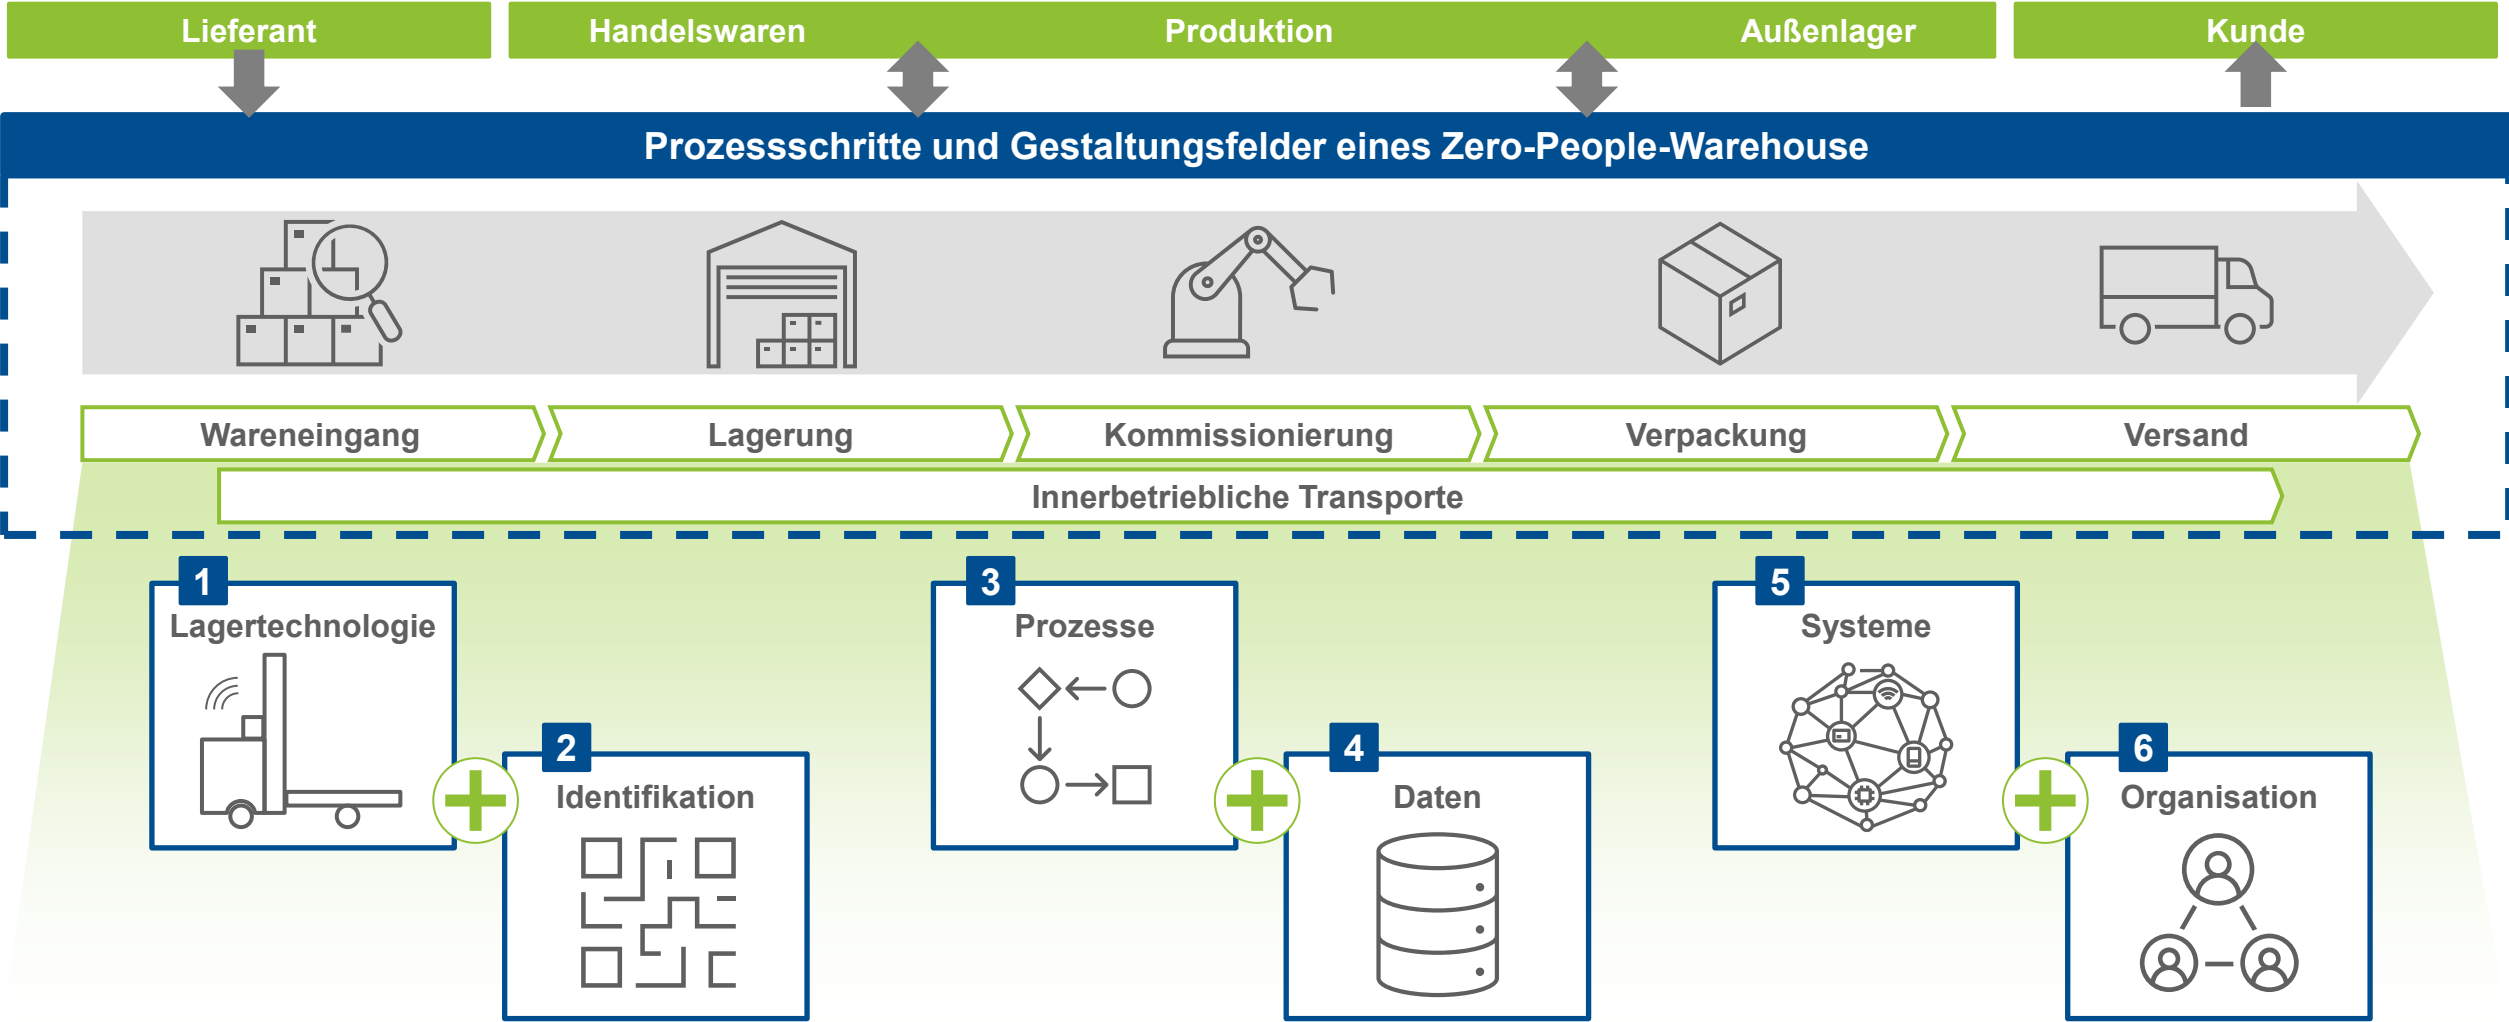 Lieferant
Handelswaren
Produktion
Außenlager
Kunde
Prozessschritte und Gestaltungsfelder eines Zero-People-Warehouse
Wareneingang
Lagerung
Kommissionierung
Verpackung
Versand
Innerbetriebliche Transporte
1
Lagertechnologie
2
Identifikation
3
Prozesse
4
Daten
5
Systeme
6
Organisation